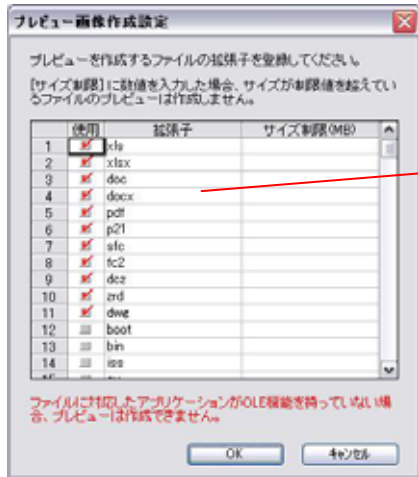 プレビュー画像作成設定
プレビューを作成するファイルの拡張子を登録してください。
[サイズ制限]に数値を入力した場合、サイズが制限値を超えてい
るファイルのプレビューは作成しません。
使用 拡張子 サイズ制限(MB)
1 xls
2 xlsx
3 doc
4 docx
5 pdf
6 p21
7 sfc
8 fc2
9 dcz
10 zrd
11 dwg
12 boot
13 bin
14 iso
ファイルに対応したアプリケーションがOLE機能を持っていない場
合、プレビューは作成できません。
OK キャンセル